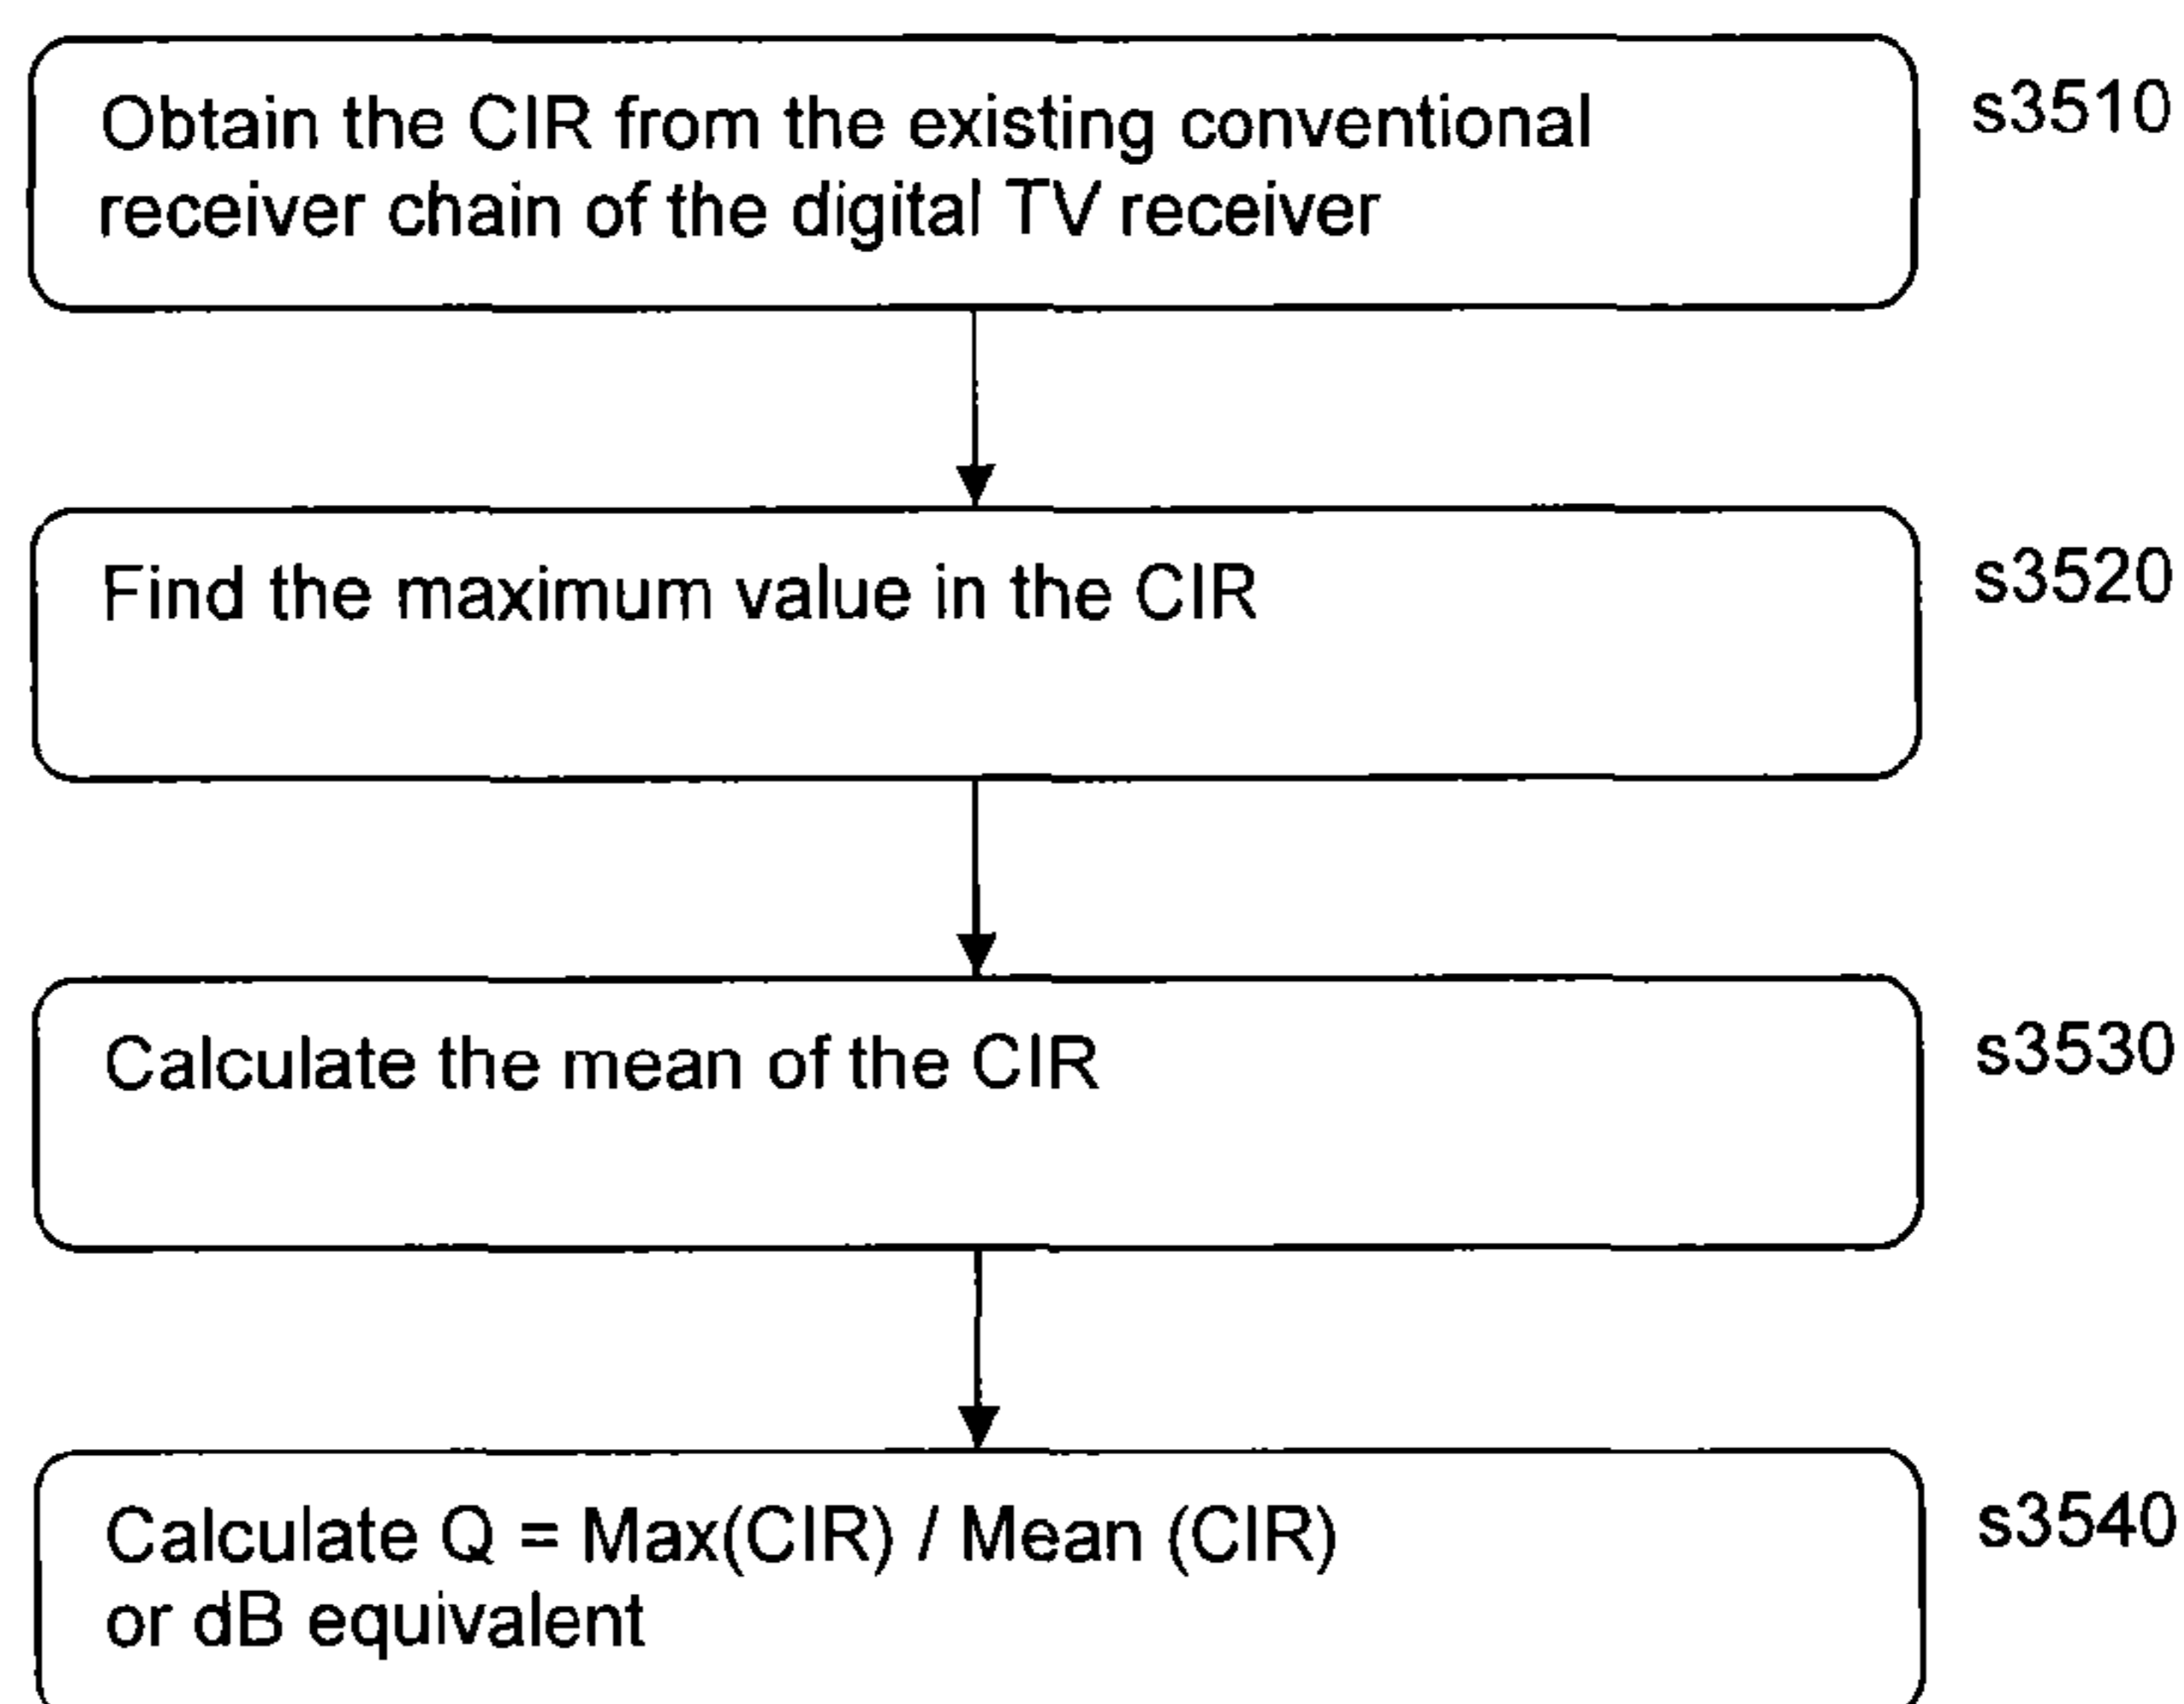 Obtain the CIR from the existing conventional
receiver chain of the digital TV receiver
s3510
Find the maximum value in the CIR
s3520
Calculate the mean of the CIR
s3530
Calculate Q = Max(CIR) / Mean (CIR)
or dB equivalent
s3540